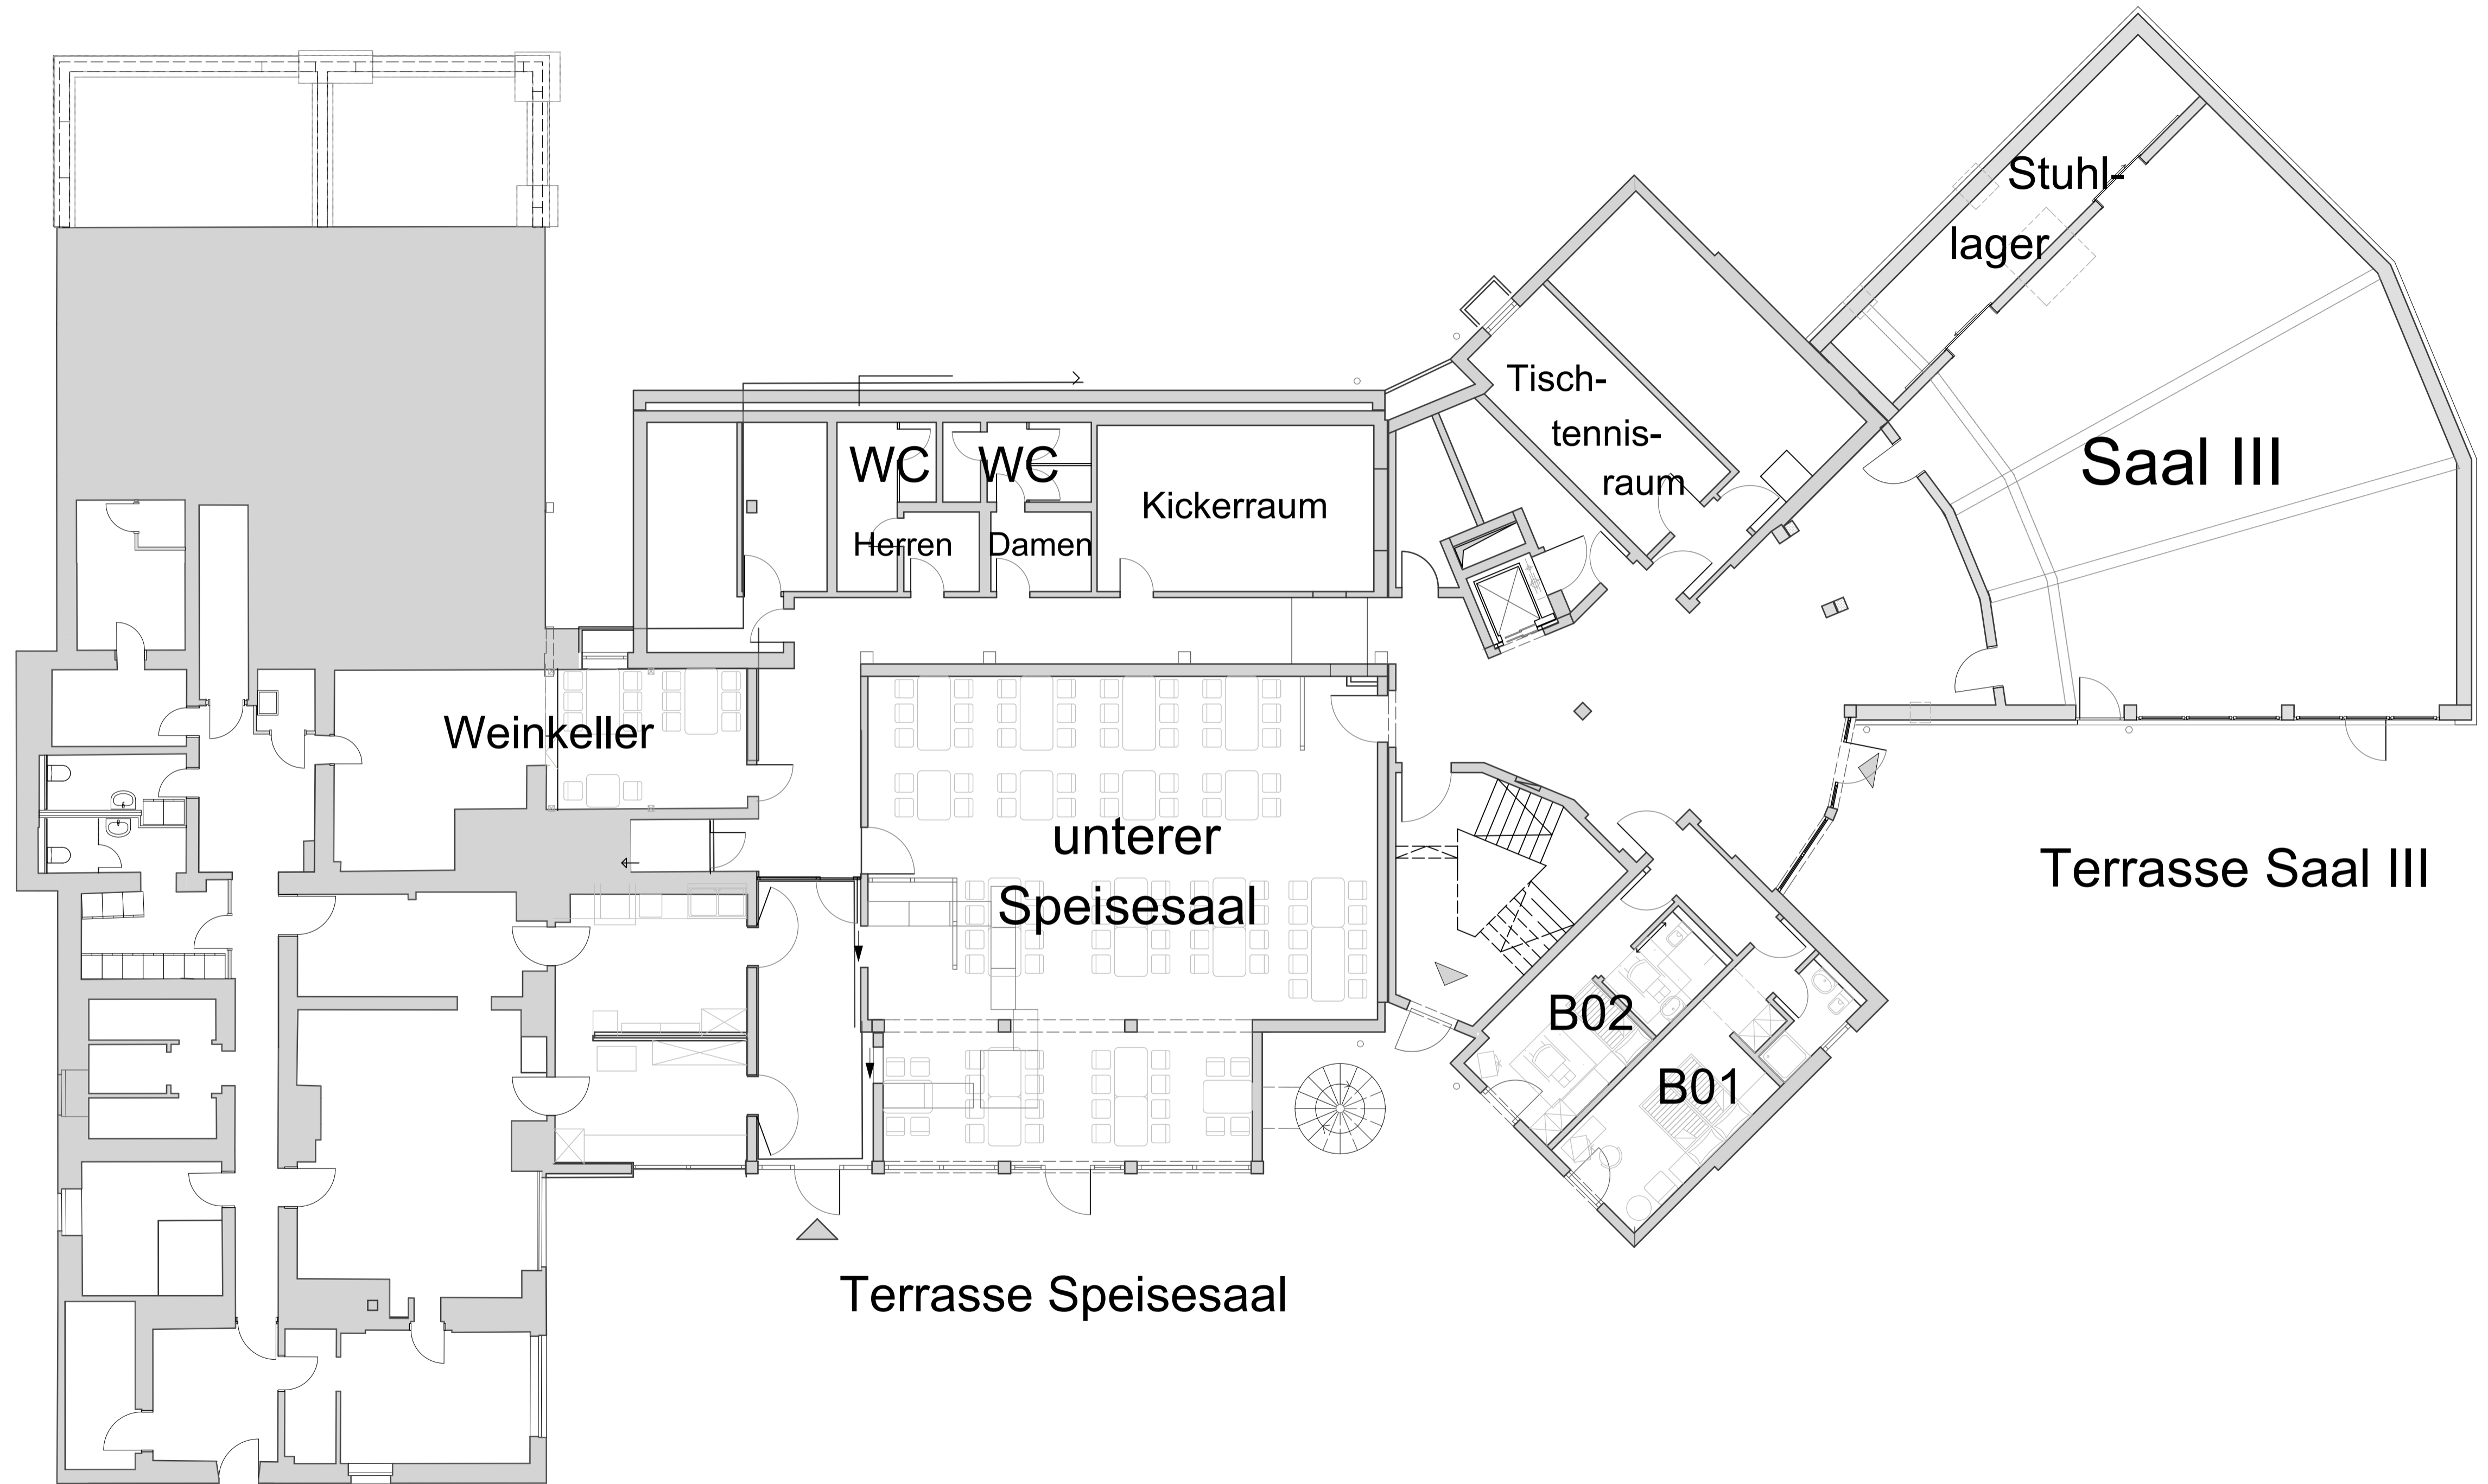 Stuhl-
lager
Tisch-
tennis-
raum
Saal III
WC
WC
Kickerraum
Herren
Damen
Weinkeller
unterer
Speisesaal
Terrasse Saal III
B02
B01
Terrasse Speisesaal